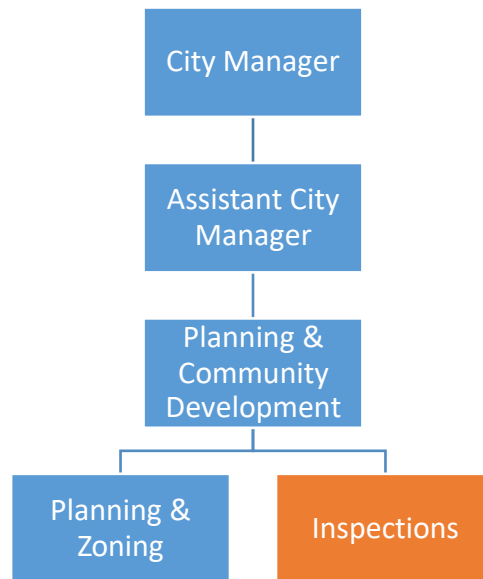 City Manager
Assistant City
Manager
Planning &
Community
Development
Planning &
Zoning
Inspections